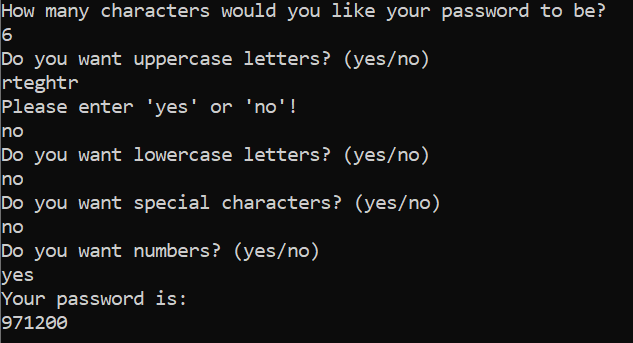 How many characters would you like your password to be?
6
Do you want uppercase letters? (yes/no)
rteghtr
Please enter 'yes' or 'no'!
no
Do you want lowercase letters? (yes/no)
no
Do you want special characters? (yes/no)
no
Do you want numbers? (yes/no)
yes
Your password is:
971200